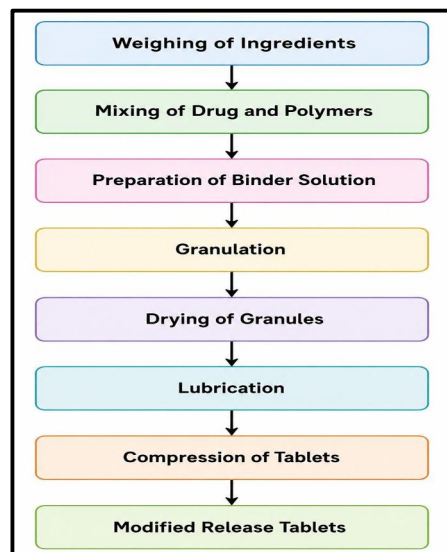 Weighing of Ingredients
Mixing of Drug and Polymers
Preparation of Binder Solution
Granulation
Drying of Granules
Lubrication
Compression of Tablets
Modified Release Tablets